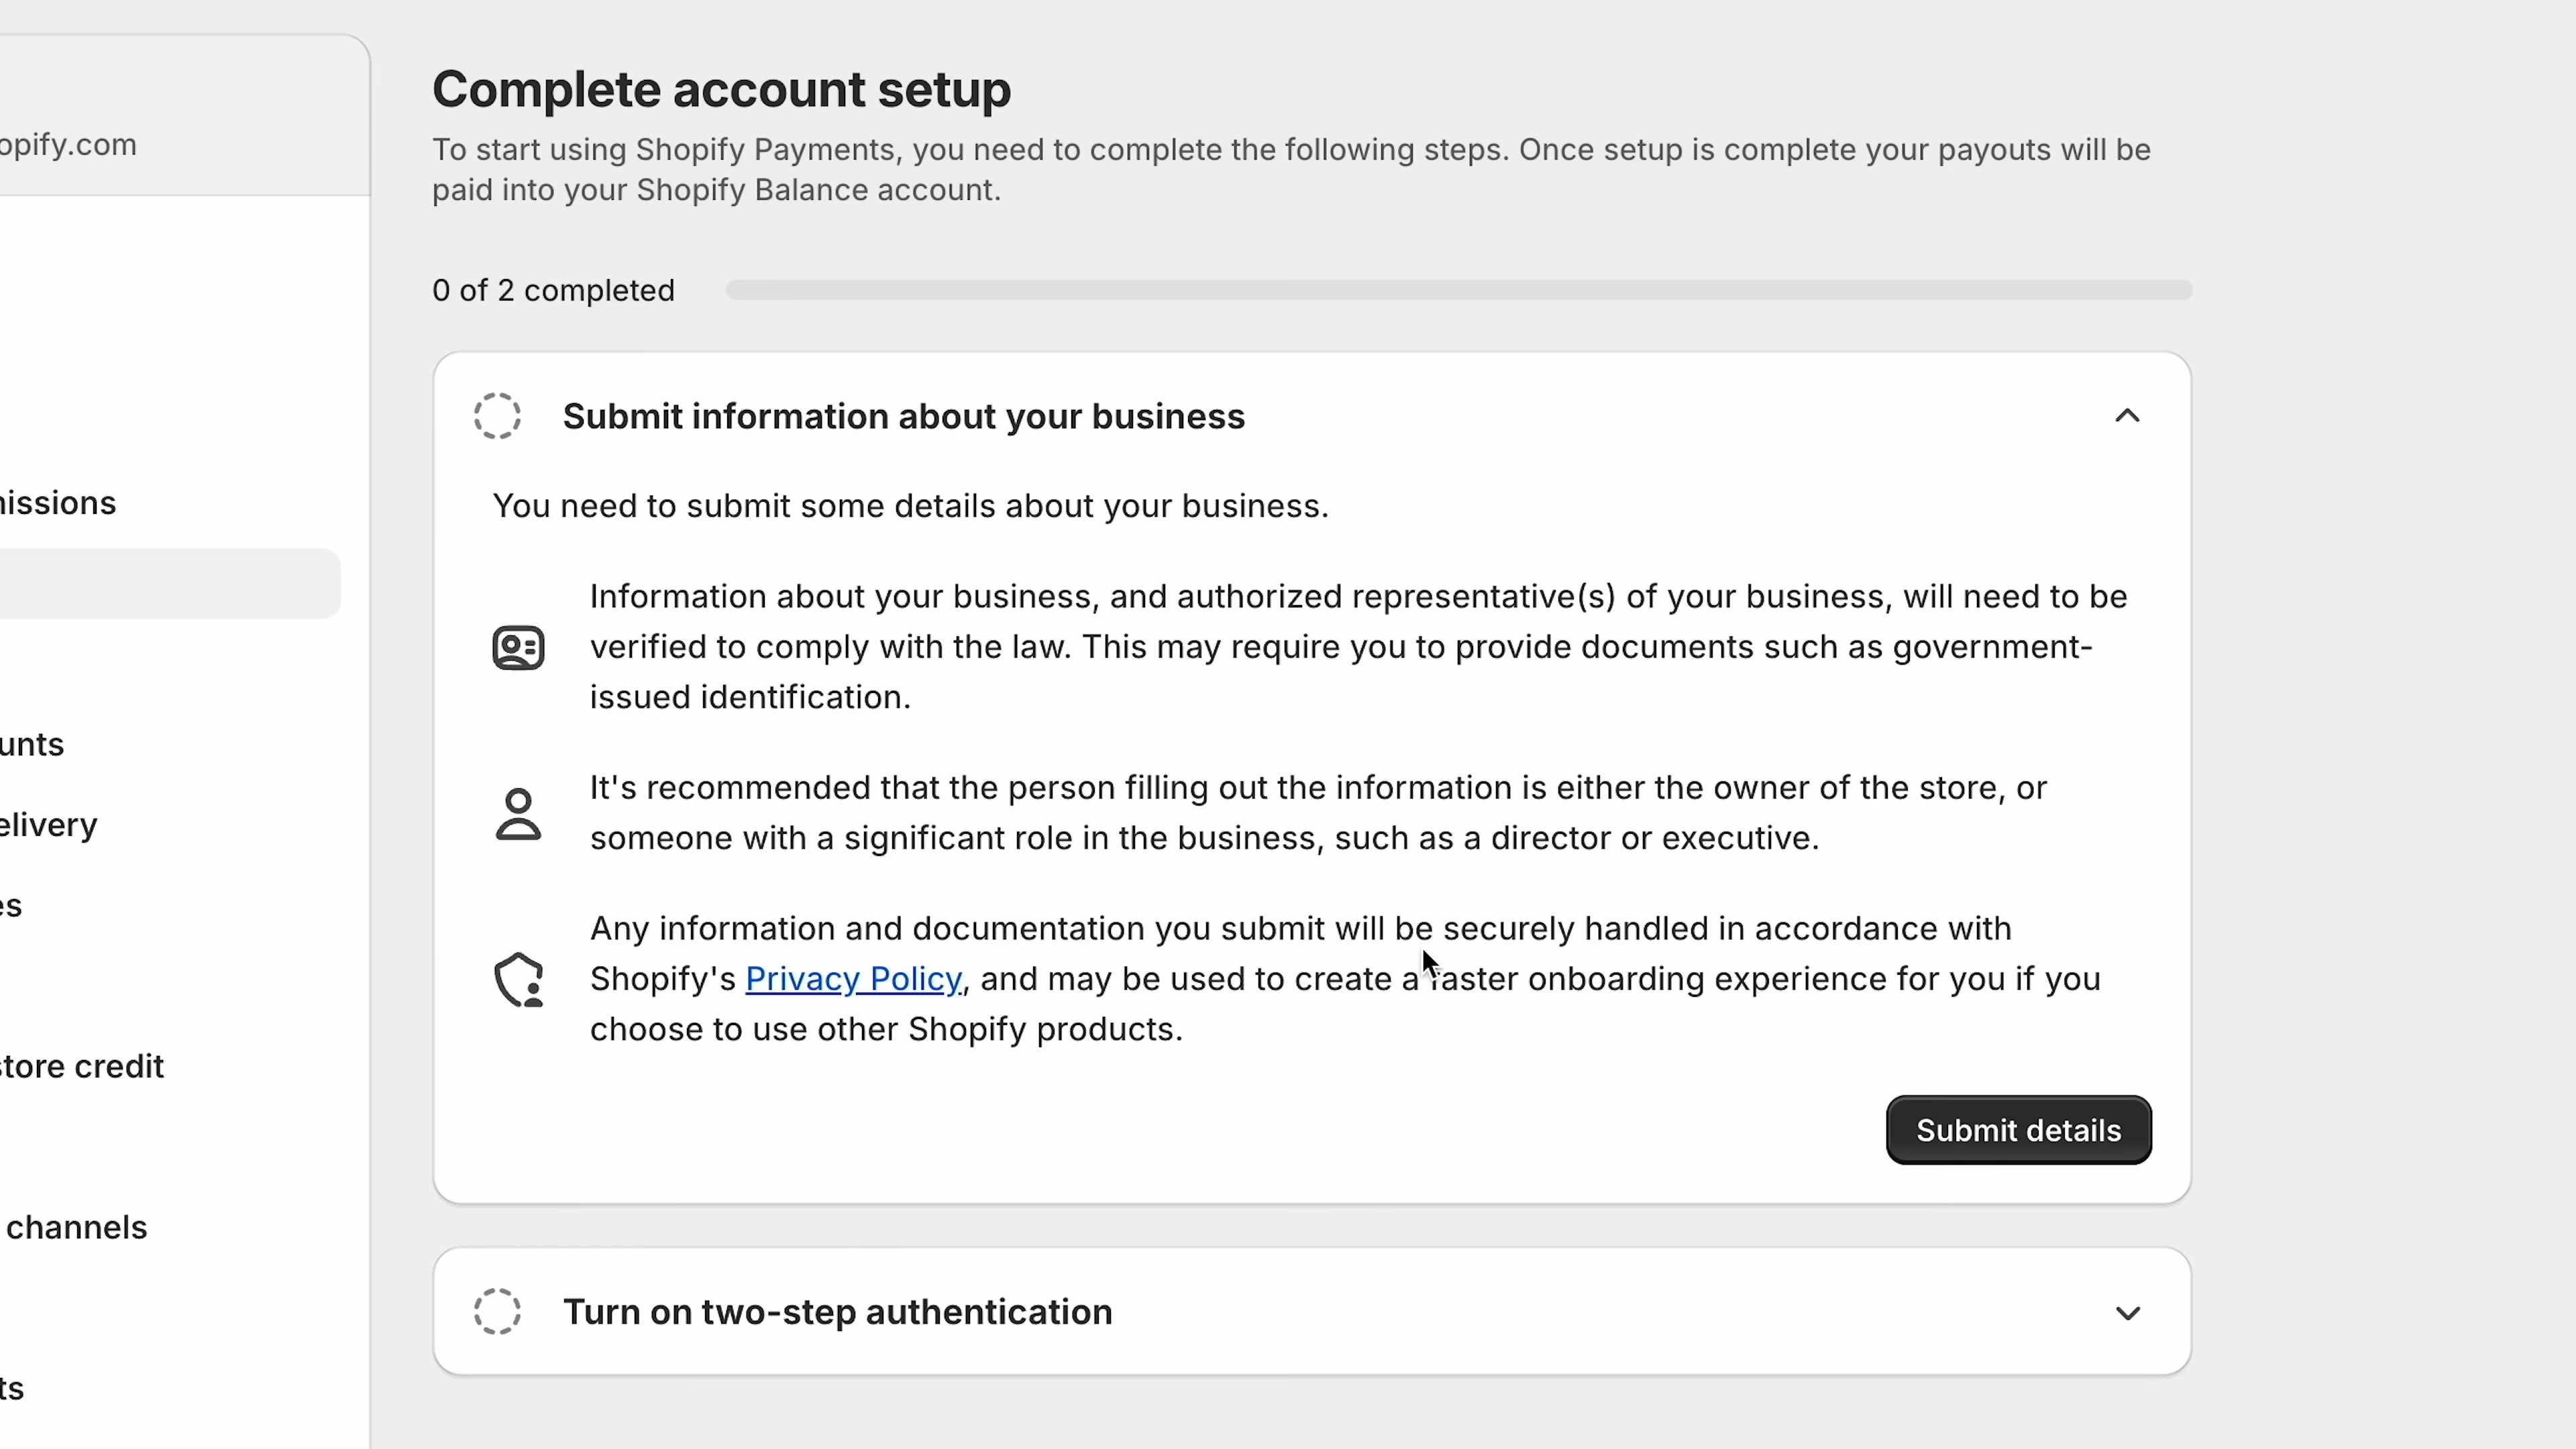 Complete account setup
To start using Shopify Payments, you need to complete the following steps. Once setup is complete your payouts will be
paid into your Shopify Balance account.
0 of 2 completed
Submit information about your business
You need to submit some details about your business.
Information about your business, and authorized representative(s) of your business, will need to be
verified to comply with the law. This may require you to provide documents such as government-
issued identification.
It's recommended that the person filling out the information is either the owner of the store, or
someone with a significant role in the business, such as a director or executive.
Any information and documentation you submit will be securely handled in accordance with
Shopify's Privacy Policy, and may be used to create a faster onboarding experience for you if you
choose to use other Shopify products.
Submit details
Turn on two-step authentication
opify.com
issions
unts
elivery
es
store credit
channels
ts